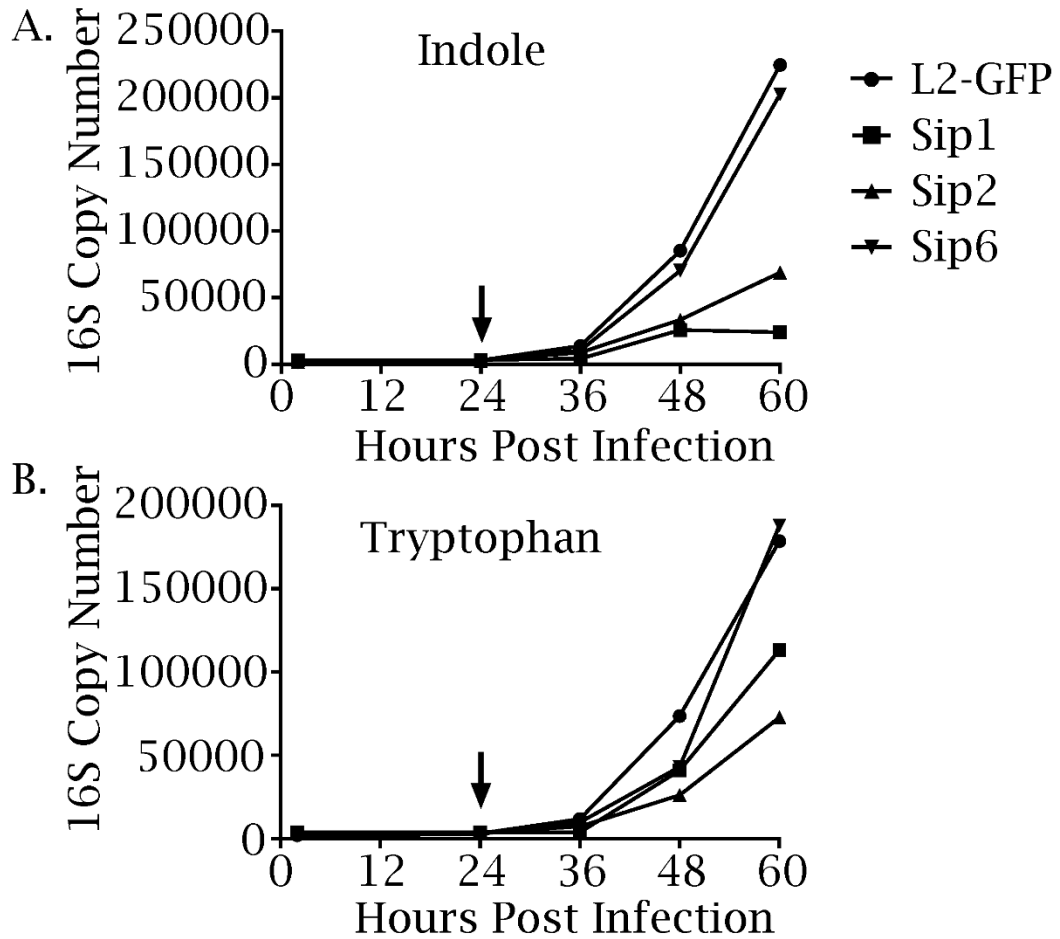 A.
Indole
16S Copy Number
250000
200000
150000
100000
50000
0
0 12 24 36 48 60
Hours Post Infection
L2-GFP
Sip1
Sip2
Sip6
B.
Tryptophan
16S Copy Number
200000
150000
100000
50000
0
0 12 24 36 48 60
Hours Post Infection